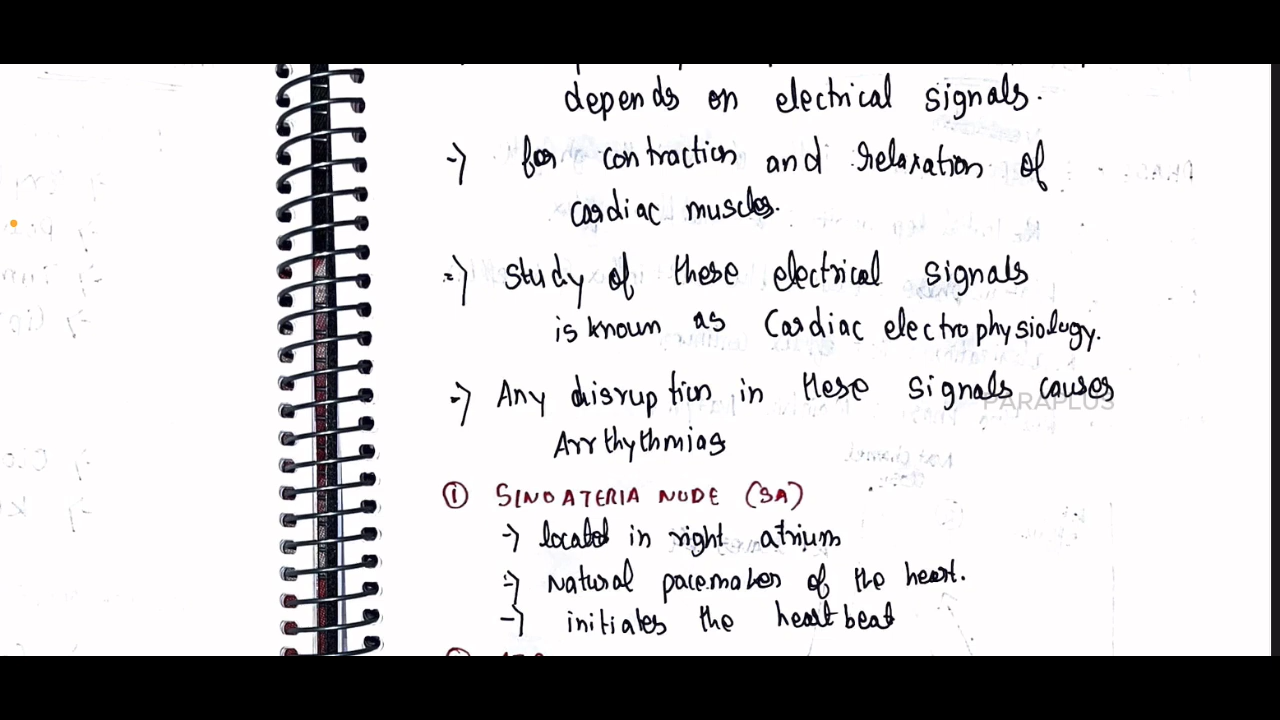 depends on electrical signals.
-> for contraction and relaxation of
cardiac muscles.
-> study of these electrical signals
is known as Cardiac electrophysiology.
-> Any disruption in these signals causes
PARAPLUS
Arrthythmias
① SINOATERIA NODE (SA)
-> located in right atrium
-> Natural pacemaker of the heart.
-> initiates the heart beat